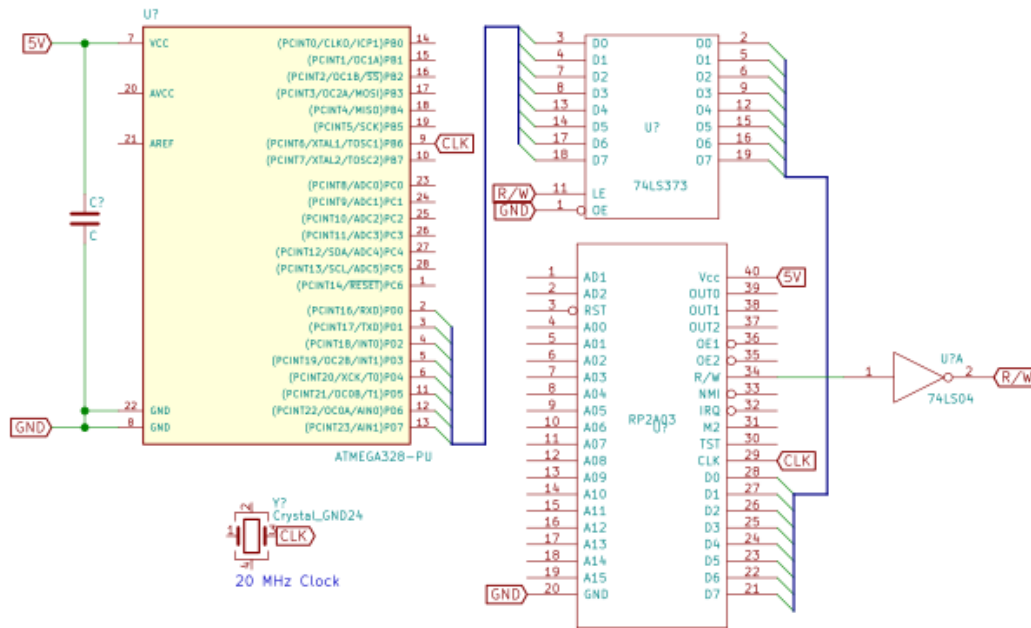 U?
5V
7 VCC
20 AVCC
21 AREF
22 GND
8 GND
GND
C?
C
(PCINT0/CLKO/ICP1)PB0 14
(PCINT1/OC1A)PB1 15
(PCINT2/OC1B/SS)PB2 16
(PCINT3/OC2A/MOSI)PB3 17
(PCINT4/MISO)PB4 18
(PCINT5/SCK)PB5 19
(PCINT6/XTAL1/TOSC1)PB6 9 CLK
(PCINT7/XTAL2/TOSC2)PB7 10
(PCINT8/ADC0)PC0 23
(PCINT9/ADC1)PC1 24
(PCINT10/ADC2)PC2 25
(PCINT11/ADC3)PC3 26
(PCINT12/SDA/ADC4)PC4 27
(PCINT13/SCL/ADC5)PC5 28
(PCINT14/RESET)PC6 1
(PCINT16/RXD)PD0 2
(PCINT17/TXD)PD1 3
(PCINT18/INT0)PD2 4
(PCINT19/OC2B/INT1)PD3 5
(PCINT20/XCK/T0)PD4 6
(PCINT21/OC0B/T1)PD5 11
(PCINT22/OC0A/AIN0)PD6 12
(PCINT23/AIN1)PD7 13
ATMEGA328-PU
3 D0 O0 2
4 D1 O1 5
7 D2 O2 6
8 D3 O3 9
13 D4 O4 12
14 D5 O5 15
17 D6 O6 16
18 D7 O7 19
U?
74LS373
R/W 11 LE
GND 1 OE
1 AD1 Vcc 40 5V
2 AD2 OUT0 39
3 RST OUT1 38
4 A00 OUT2 37
5 A01 OE1 36
6 A02 OE2 35
7 A03 R/W 34
8 A04 NMI 33
9 A05 IRQ 32
10 A06 M2 31
11 A07 TST 30
12 A08 CLK 29 CLK
13 A09 D0 28
14 A10 D1 27
15 A11 D2 26
16 A12 D3 25
17 A13 D4 24
18 A14 D5 23
19 A15 D6 22
GND 20 GND D7 21
RP2A03
U?
U?A
1 2 R/W
74LS04
Y?
Crystal_GND24
1 2 3 4 CLK
20 MHz Clock